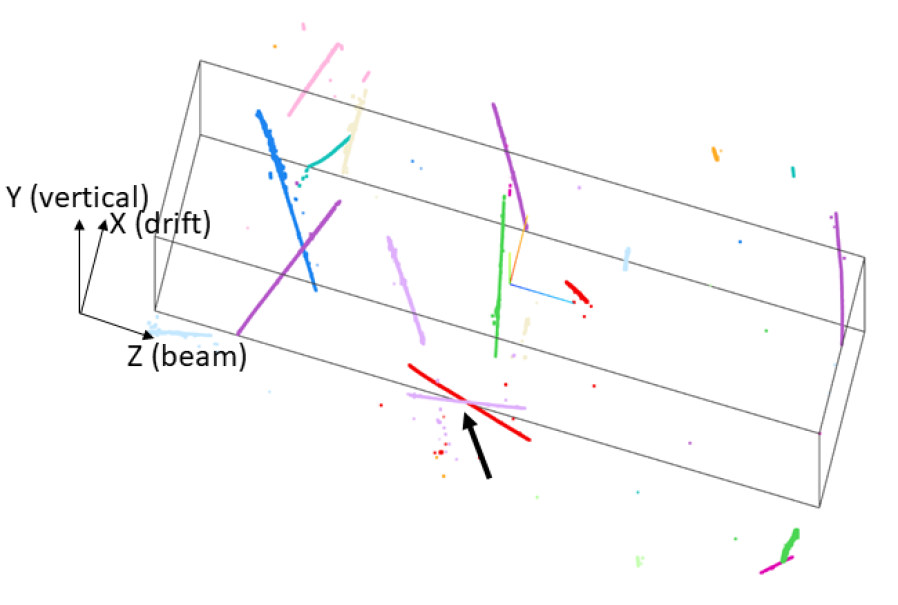 Y (vertical)
X (drift)
Z (beam)